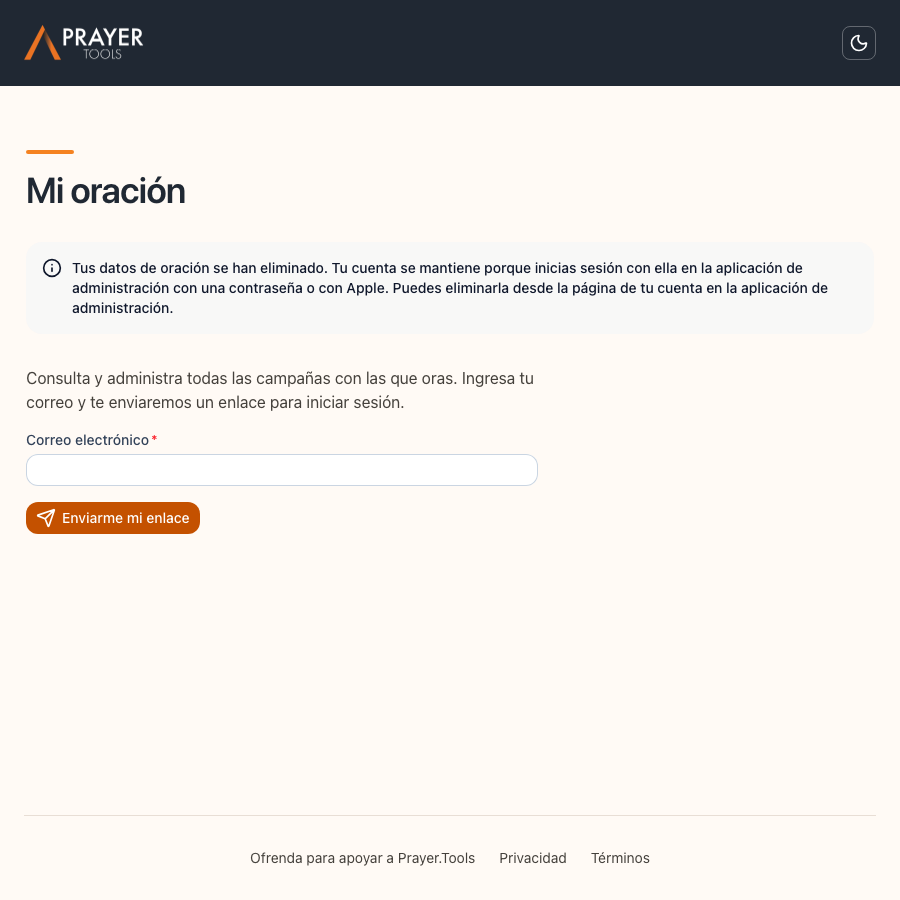 PRAYER
TOOLS
Mi oración
Tus datos de oración se han eliminado. Tu cuenta se mantiene porque inicias sesión con ella en la aplicación de
administración con una contraseña o con Apple. Puedes eliminarla desde la página de tu cuenta en la aplicación de
administración.
Consulta y administra todas las campañas con las que oras. Ingresa tu
correo y te enviaremos un enlace para iniciar sesión.
Correo electrónico*
Enviarme mi enlace
Ofrenda para apoyar a Prayer.Tools Privacidad Términos